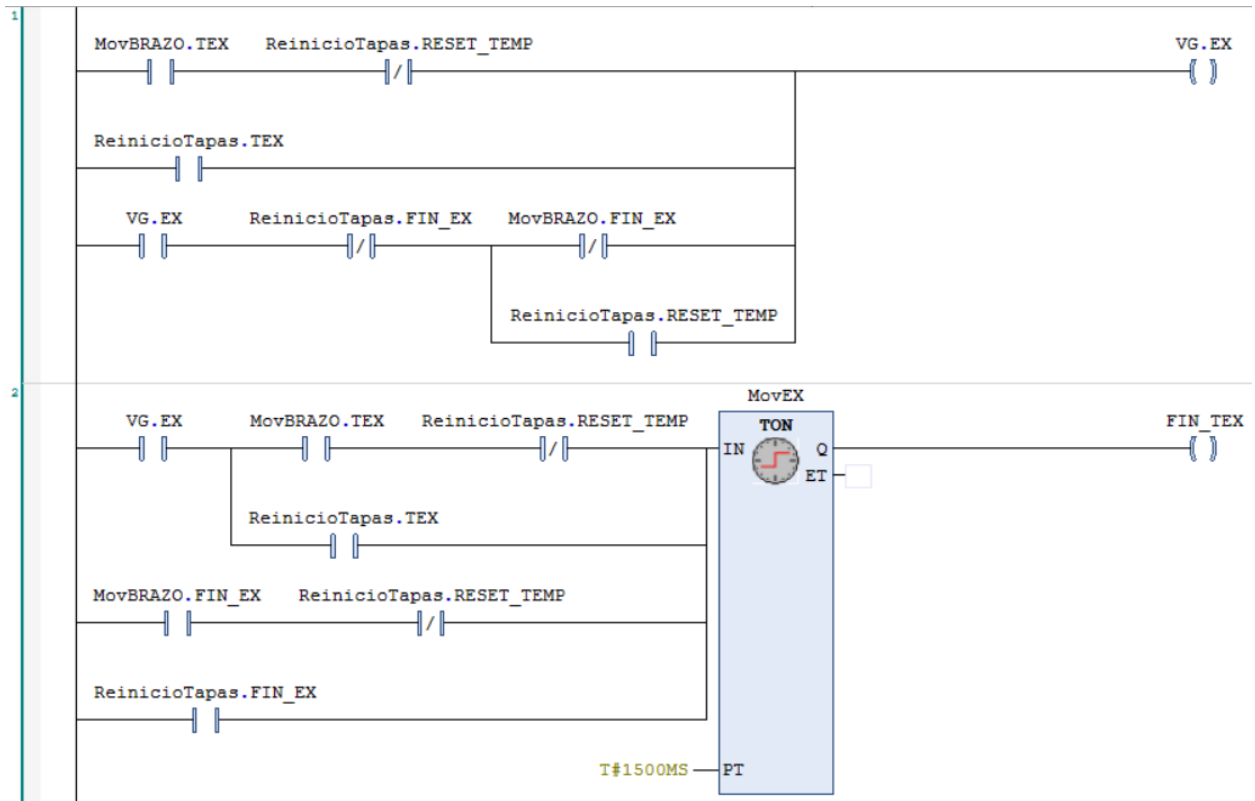 1
MovBRAZO.TEX ReinicioTapas.RESET_TEMP VG.EX
ReinicioTapas.TEX
VG.EX ReinicioTapas.FIN_EX MovBRAZO.FIN_EX
ReinicioTapas.RESET_TEMP
2
MovEX
VG.EX MovBRAZO.TEX ReinicioTapas.RESET_TEMP TON FIN_TEX
IN Q
ET
ReinicioTapas.TEX
MovBRAZO.FIN_EX ReinicioTapas.RESET_TEMP
ReinicioTapas.FIN_EX
T#1500MS PT